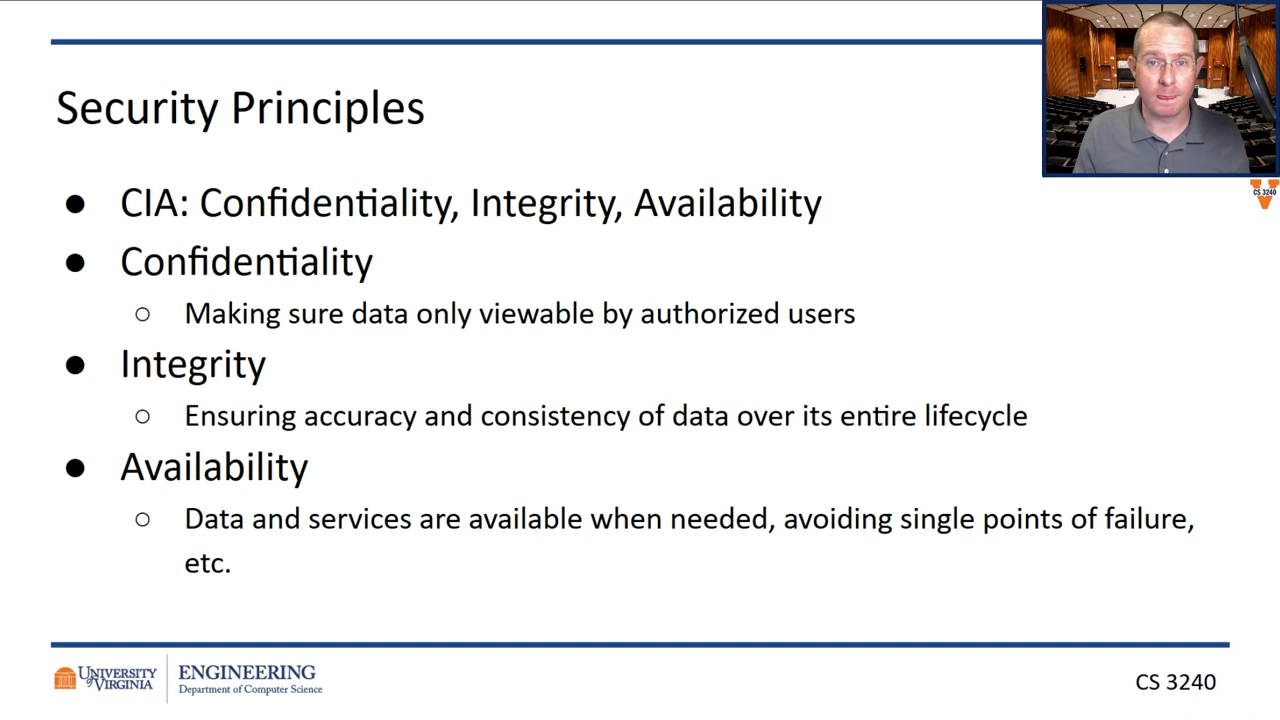 Security Principles
● CIA: Confidentiality, Integrity, Availability
● Confidentiality
○ Making sure data only viewable by authorized users
● Integrity
○ Ensuring accuracy and consistency of data over its entire lifecycle
● Availability
○ Data and services are available when needed, avoiding single points of failure,
etc.
CS 3240
UNIVERSITY
of VIRGINIA
ENGINEERING
Department of Computer Science
CS 3240